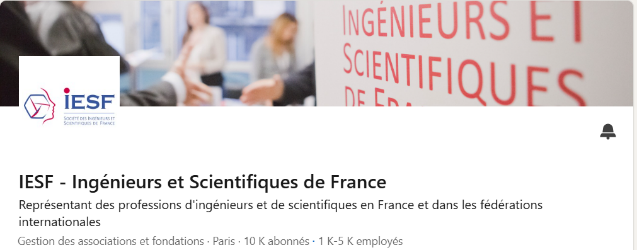 INGÉNIEURS ET
SCIENTIFIQUES
DE FRANCE
iESF
SOCIÉTÉ DES INGÉNIEURS ET
SCIENTIFIQUES DE FRANCE
IESF - Ingénieurs et Scientifiques de France
Représentant des professions d'ingénieurs et de scientifiques en France et dans les fédérations
internationales
Gestion des associations et fondations · Paris · 10 K abonnés · 1 K-5 K employés